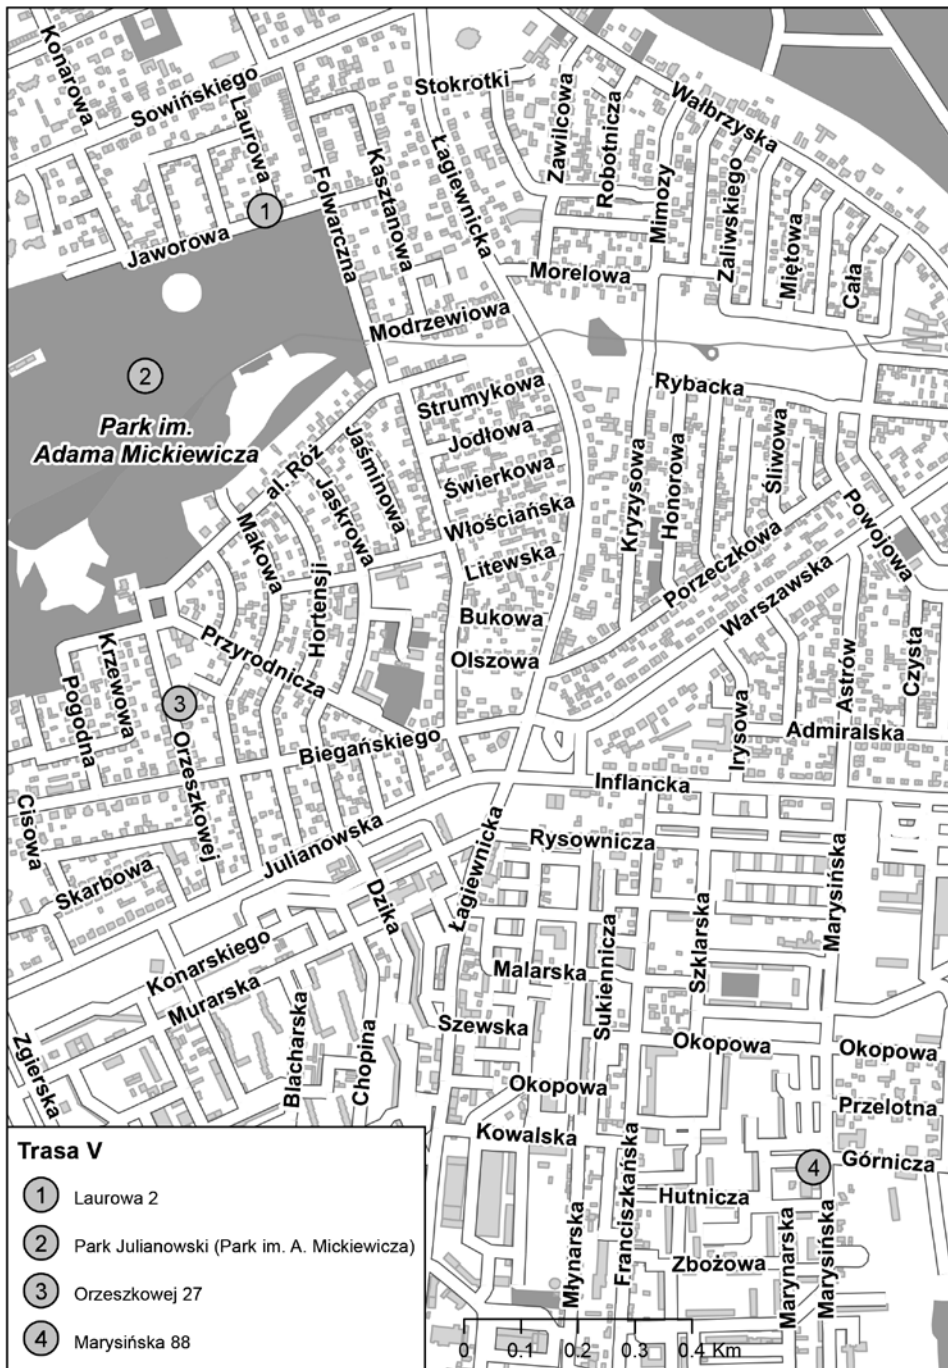 Konarowa
Sowińskiego
Laurowa
Stokrotki
Zawilcowa
Robotnicza
Wałbrzyska
Łagiewnicka
Kasztanowa
Folwarczna
Mimozy
Zaliwskiego
Miętowa
Cała
1
Jaworowa
Morelowa
Modrzewiowa
2
Park im.
Adama Mickiewicza
Rybacka
Strumykowa
Jodłowa
Śliwowa
al. Róż
Jaśminowa
Świerkowa
Kryzysowa
Honorowa
Jaskrowa
Włościańska
Powojowa
Makowa
Litewska
Porzeczkowa
Hortensji
Warszawska
Bukowa
Krzewowa
Przyrodnicza
Olszowa
Astrów
Czysta
Pogodna
3
Irysowa
Orzeszkowej
Biegańskiego
Admiralska
Inflancka
Cisowa
Julianowska
Łagiewnicka
Rysownicza
Marysińska
Skarbowa
Dzika
Szklarska
Sukiennicza
Konarskiego
Malarska
Murarska
Szewska
Okopowa
Okopowa
Zgierska
Blacharska
Chopina
Okopowa
Przelotna
Kowalska
4
Górnicza
Franciszkańska
Hutnicza
Młynarska
Marynarska
Marysińska
Zbożowa
Trasa V
1 Laurowa 2
2 Park Julianowski (Park im. A. Mickiewicza)
3 Orzeszkowej 27
4 Marysińska 88
0 0.1 0.2 0.3 0.4 Km